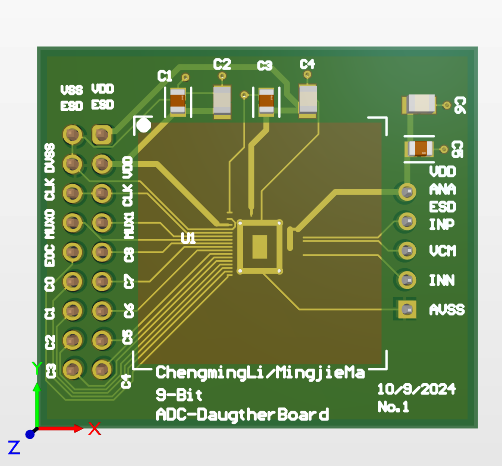 C1 C2 C3 C4
VSS VDD
ESD ESD
C6
C5
DVSS VDD
CLK CLK
MUX0 MUX1
EOC C8
C0 C7
C1 C6
C2 C5
C3 C4
U1
VDD
ANA
ESD
INP
VCM
INN
AVSS
ChengmingLi/MingjieMa
9-Bit
ADC-DaugtherBoard
10/9/2024
No.1
Y
X
Z